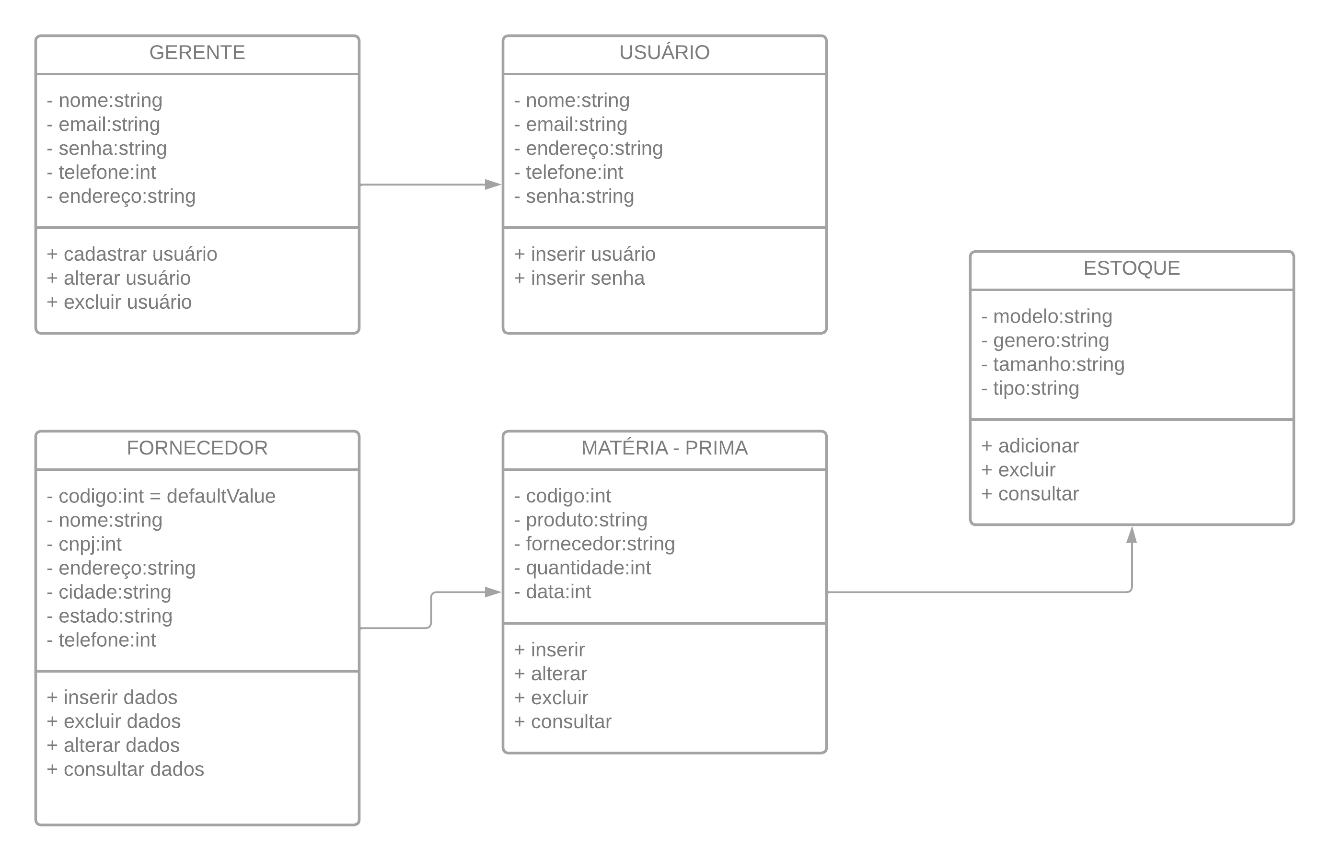 GERENTE
- nome:string
- email:string
- senha:string
- telefone:int
- endereço:string
+ cadastrar usuário
+ alterar usuário
+ excluir usuário
USUÁRIO
- nome:string
- email:string
- endereço:string
- telefone:int
- senha:string
+ inserir usuário
+ inserir senha
ESTOQUE
- modelo:string
- genero:string
- tamanho:string
- tipo:string
+ adicionar
+ excluir
+ consultar
FORNECEDOR
- codigo:int = defaultValue
- nome:string
- cnpj:int
- endereço:string
- cidade:string
- estado:string
- telefone:int
+ inserir dados
+ excluir dados
+ alterar dados
+ consultar dados
MATÉRIA - PRIMA
- codigo:int
- produto:string
- fornecedor:string
- quantidade:int
- data:int
+ inserir
+ alterar
+ excluir
+ consultar